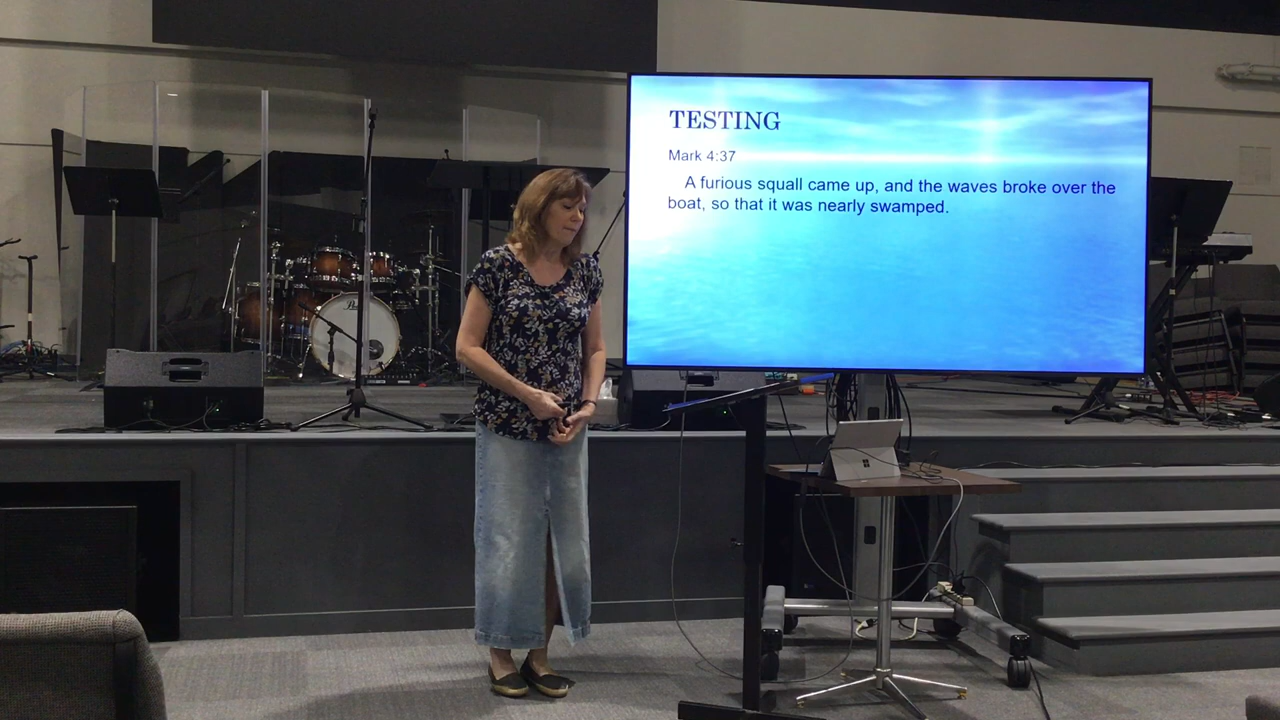 TESTING
Mark 4:37
A furious squall came up, and the waves broke over the
boat, so that it was nearly swamped.